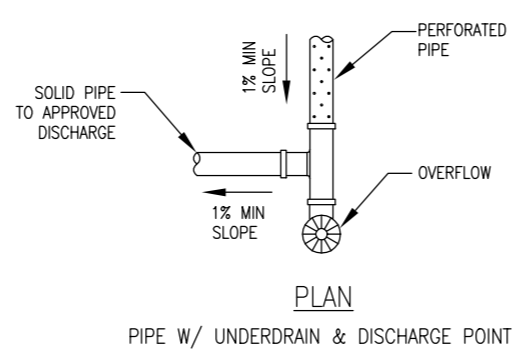 PERFORATED
PIPE
1% MIN
SLOPE
SOLID PIPE
TO APPROVED
DISCHARGE
OVERFLOW
1% MIN
SLOPE
PLAN
PIPE W/ UNDERDRAIN & DISCHARGE POINT